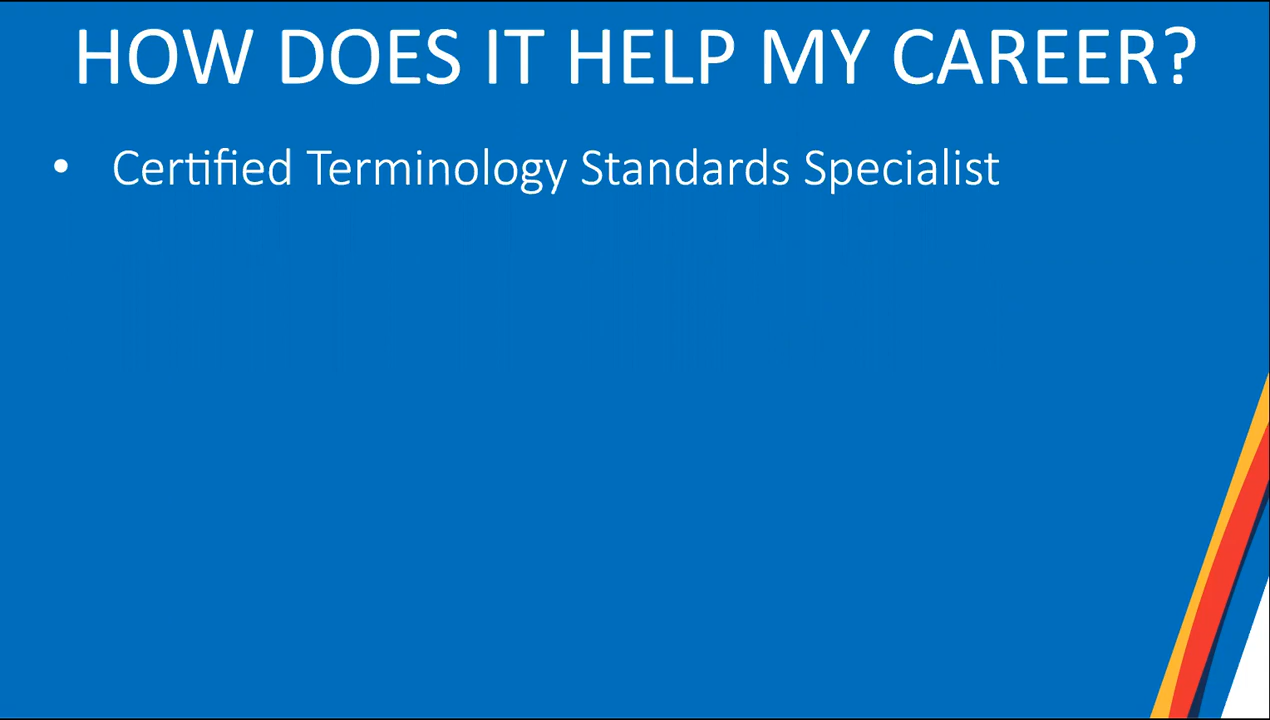 HOW DOES IT HELP MY CAREER?
• Certified Terminology Standards Specialist